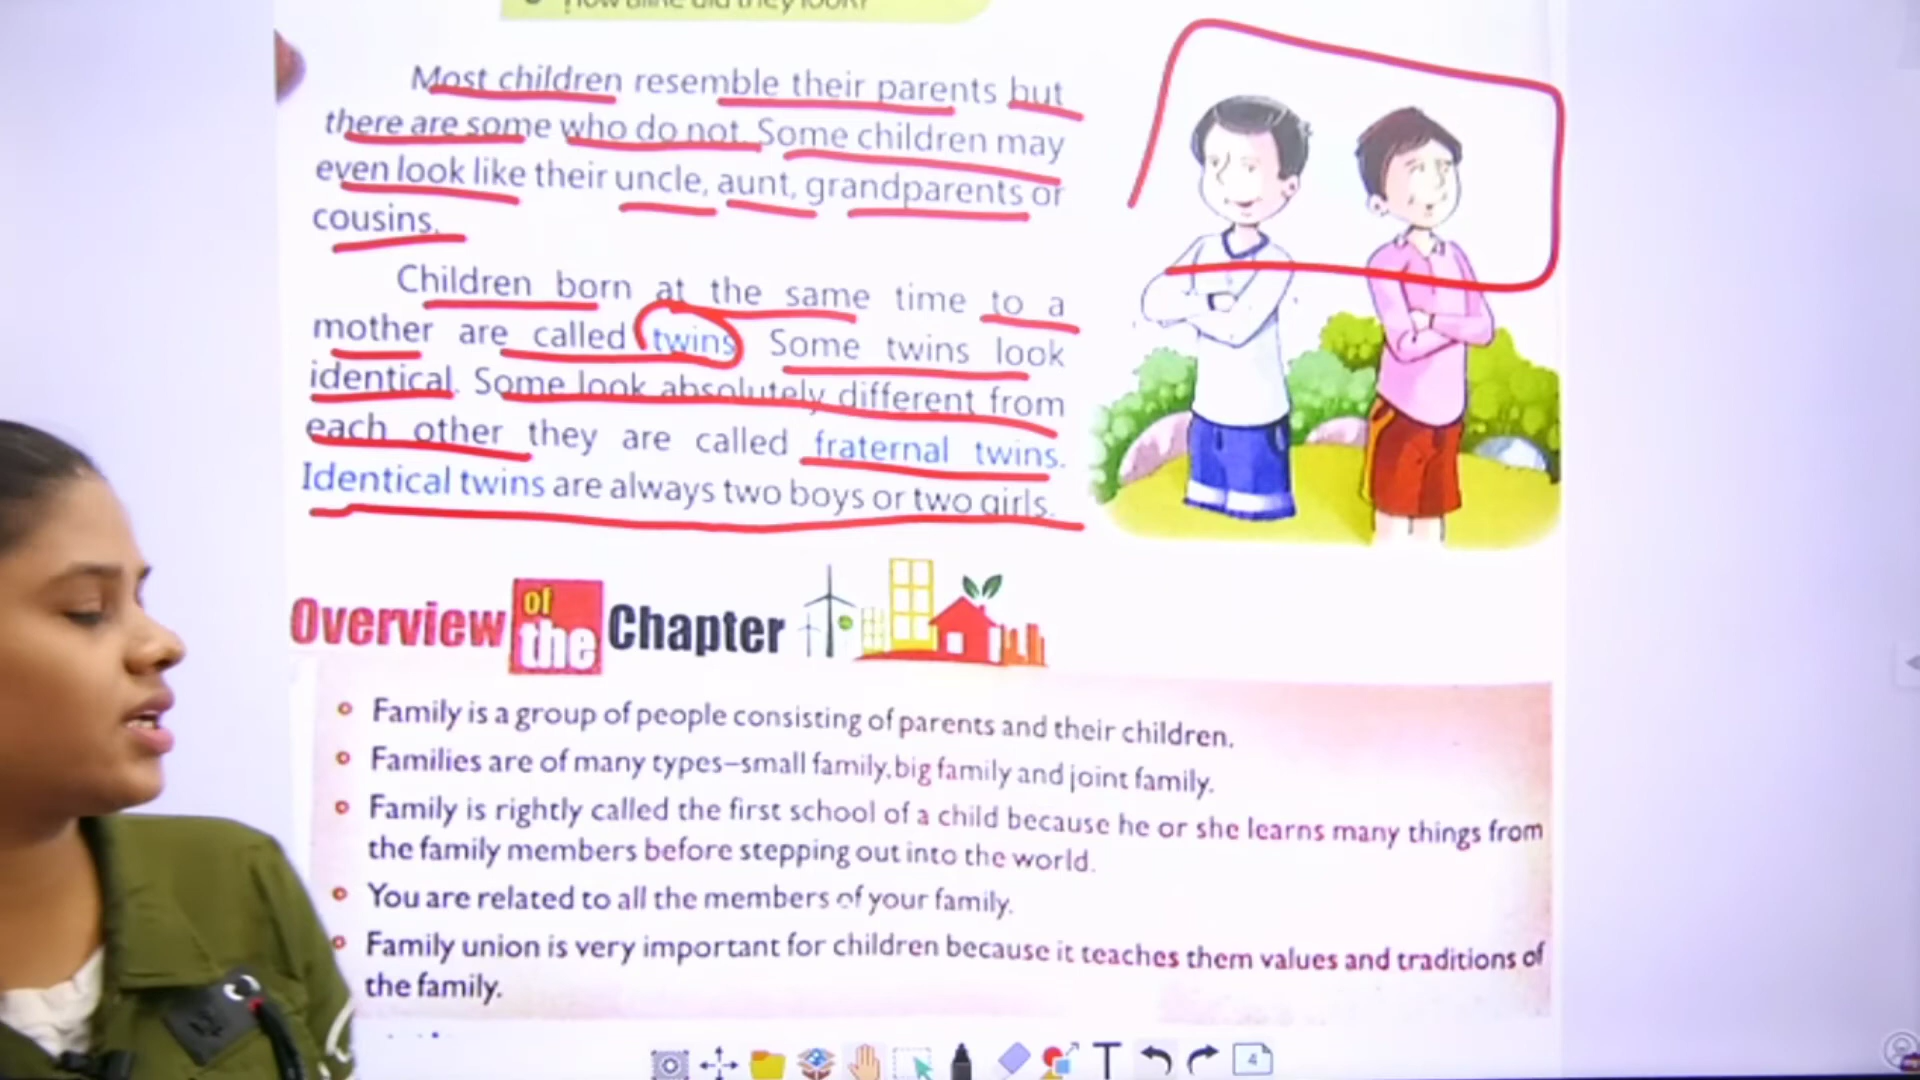 How alike did they look?
Most children resemble their parents but
there are some who do not. Some children may
even look like their uncle, aunt, grandparents or
cousins.
Children born at the same time to a
mother are called twins. Some twins look
identical. Some look absolutely different from
each other they are called fraternal twins.
Identical twins are always two boys or two girls.
Overview of the Chapter
Family is a group of people consisting of parents and their children.
Families are of many types–small family, big family and joint family.
Family is rightly called the first school of a child because he or she learns many things from
the family members before stepping out into the world.
You are related to all the members of your family.
Family union is very important for children because it teaches them values and traditions of
the family.
T
4